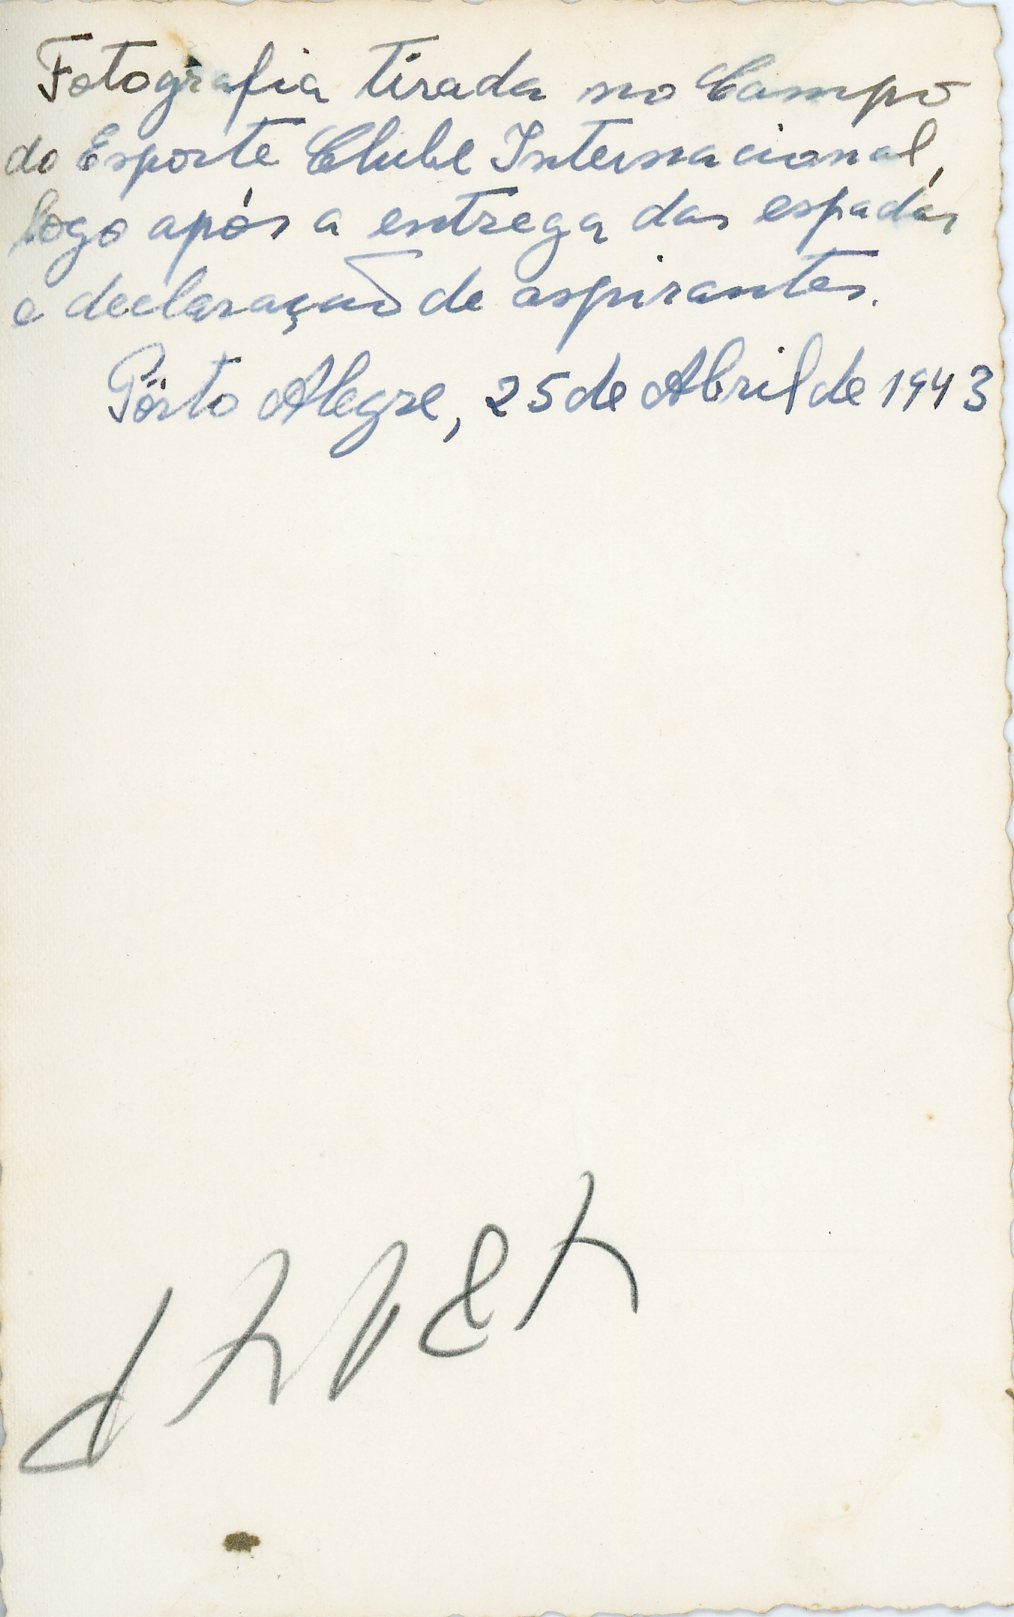 Fotografia tirada no Campo
do Esporte Clube Internacional,
logo após a entrega das espadas
e declaração de aspirantes.
Pôrto Alegre, 25 de Abril de 1943